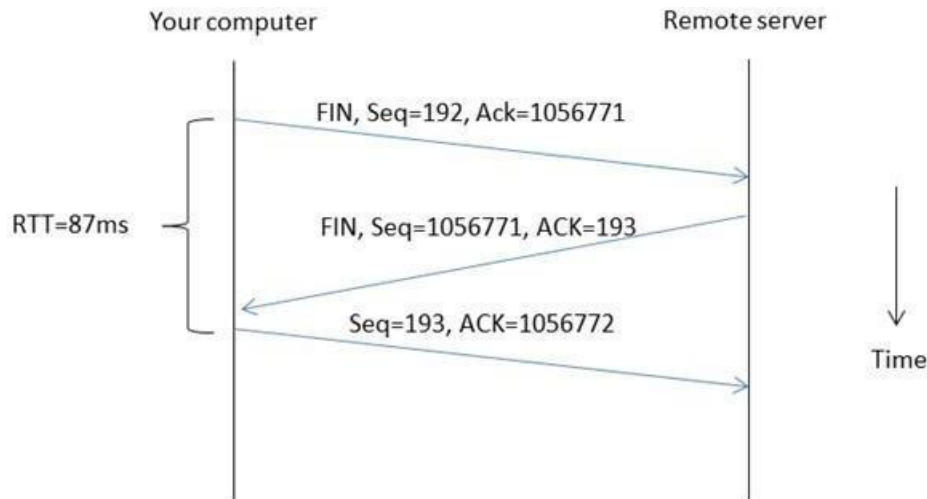 Your computer
Remote server
FIN, Seq=192, Ack=1056771
RTT=87ms
FIN, Seq=1056771, ACK=193
Seq=193, ACK=1056772
Time